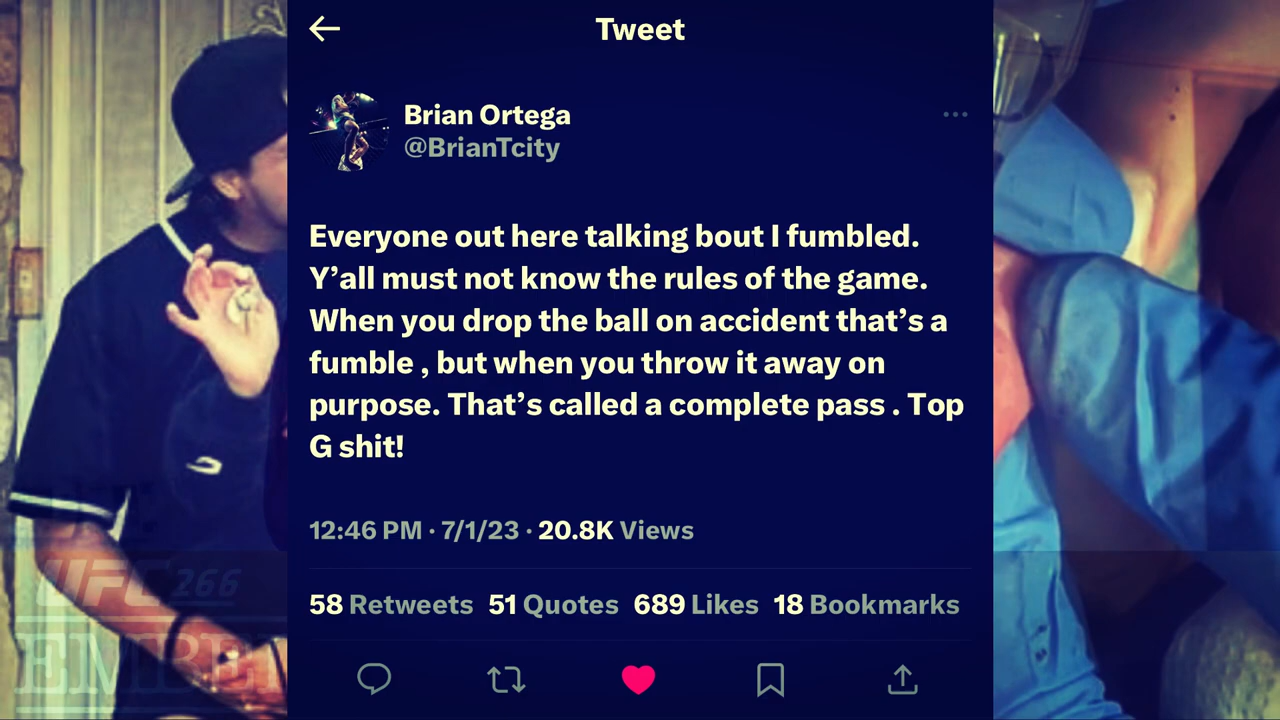 Tweet
Brian Ortega
@BrianTcity
Everyone out here talking bout I fumbled.
Y’all must not know the rules of the game.
When you drop the ball on accident that’s a
fumble , but when you throw it away on
purpose. That’s called a complete pass . Top
G shit!
12:46 PM · 7/1/23 · 20.8K Views
UFC 266
58 Retweets 51 Quotes 689 Likes 18 Bookmarks